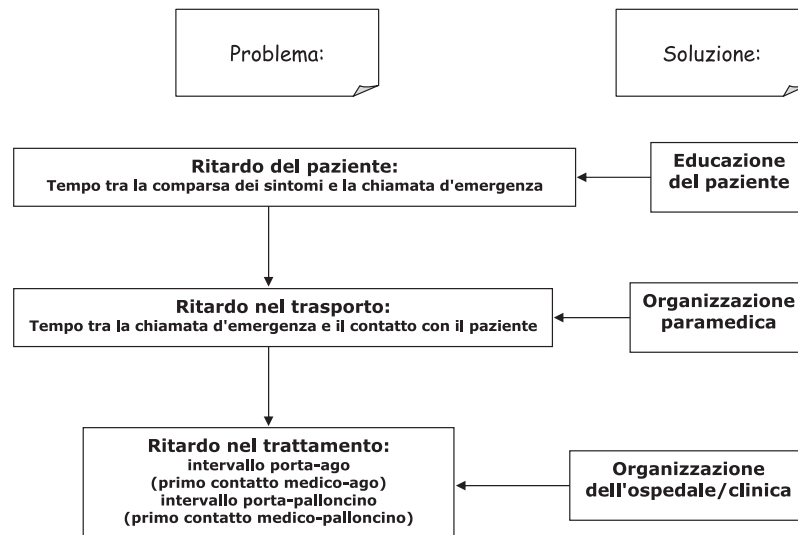 Problema:
Soluzione:
Ritardo del paziente:
Tempo tra la comparsa dei sintomi e la chiamata d'emergenza
Educazione
del paziente
Ritardo nel trasporto:
Tempo tra la chiamata d'emergenza e il contatto con il paziente
Organizzazione
paramedica
Ritardo nel trattamento:
intervallo porta-ago
(primo contatto medico-ago)
intervallo porta-palloncino
(primo contatto medico-palloncino)
Organizzazione
dell'ospedale/clinica